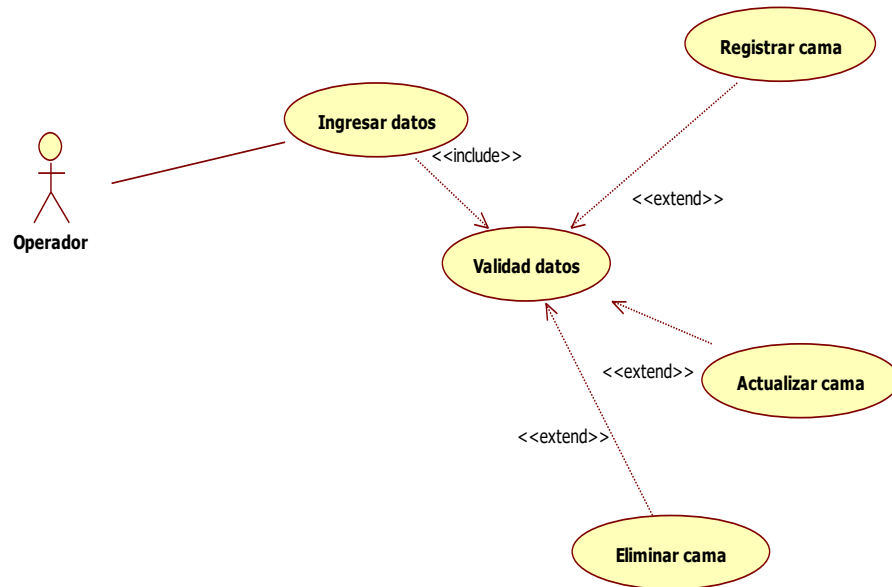 Registrar cama
Ingresar datos
<<include>>
<<extend>>
Operador
Validad datos
<<extend>>
Actualizar cama
<<extend>>
Eliminar cama